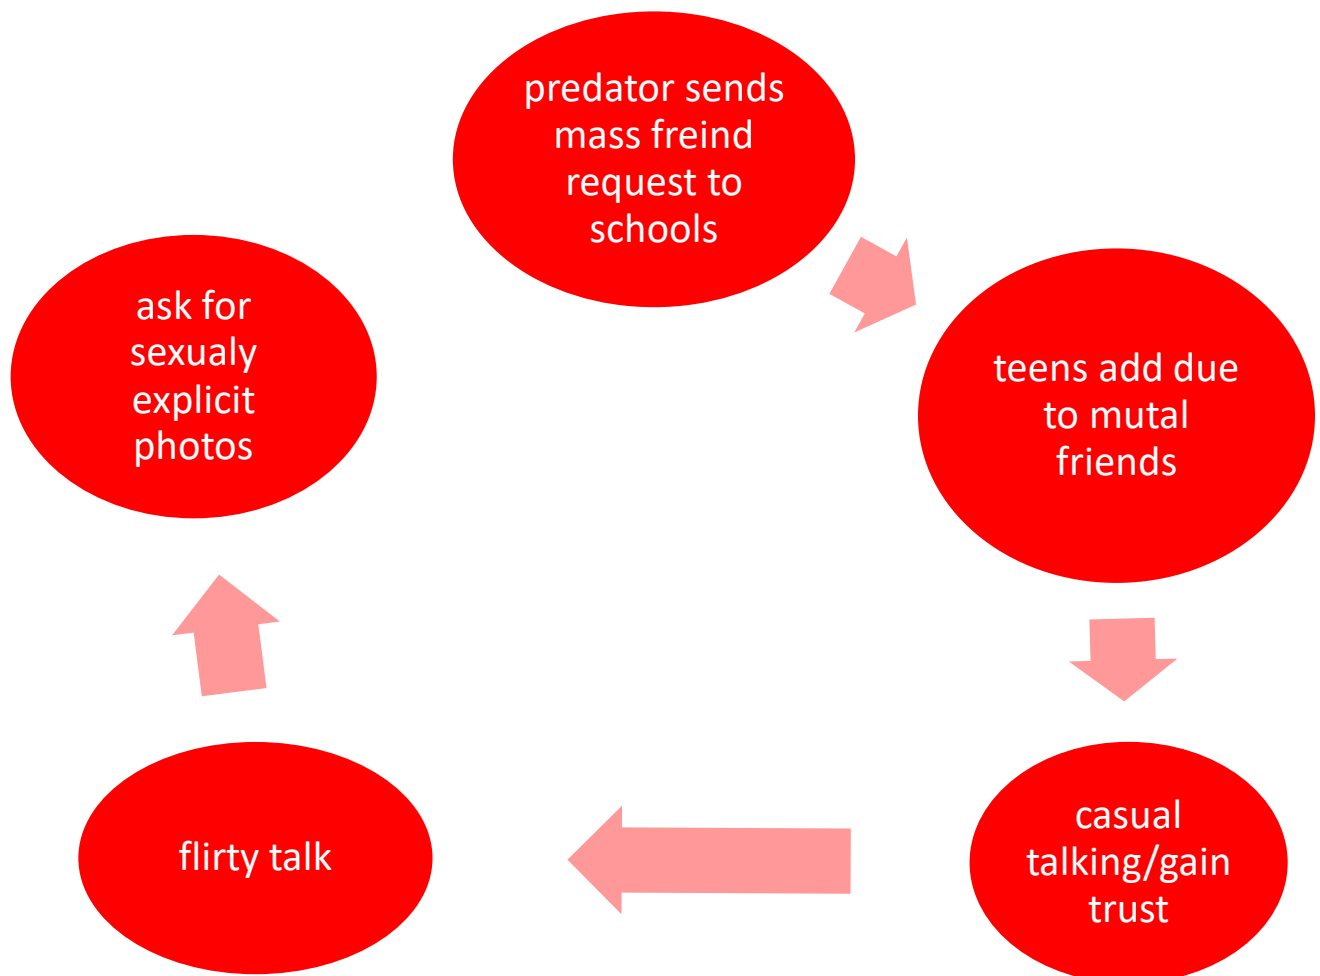 predator sends
mass freind
request to
schools
teens add due
to mutal
friends
casual
talking/gain
trust
flirty talk
ask for
sexualy
explicit
photos